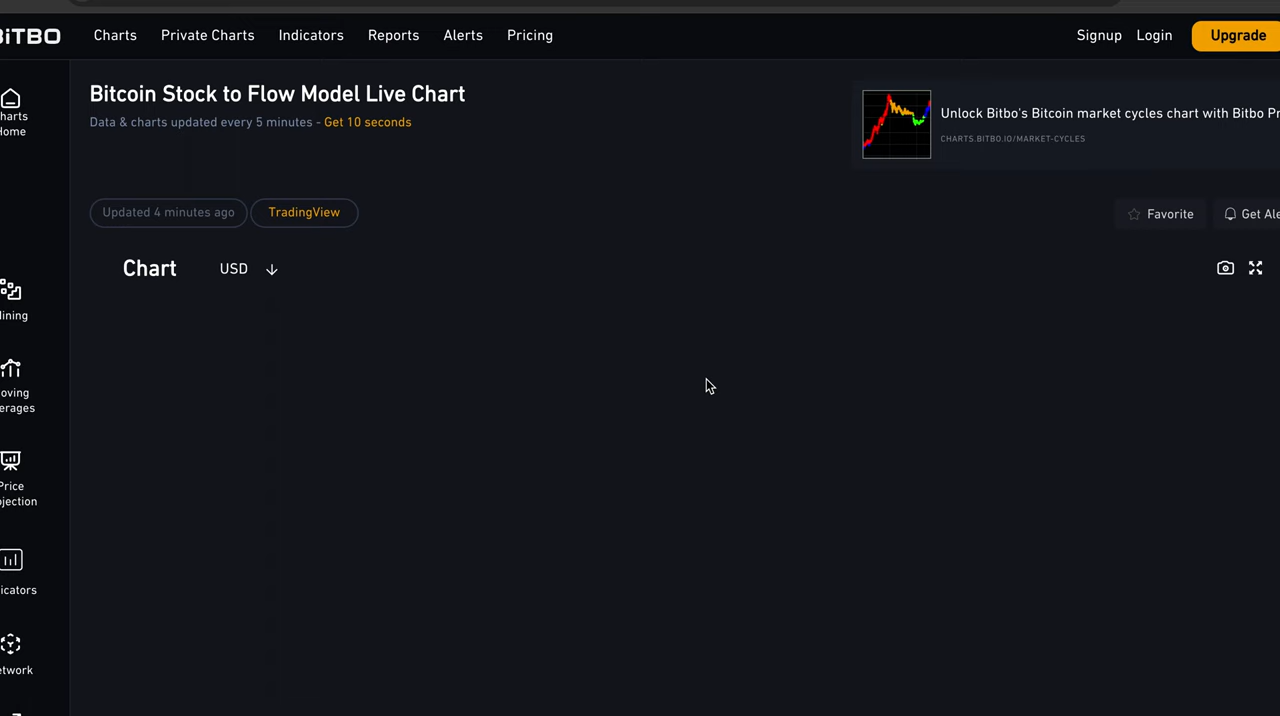 BiTBO
Charts Private Charts Indicators Reports Alerts Pricing Signup Login Upgrade
Bitcoin Stock to Flow Model Live Chart
Data & charts updated every 5 minutes - Get 10 seconds
Unlock Bitbo's Bitcoin market cycles chart with Bitbo Pr
CHARTS.BITBO.IO/MARKET-CYCLES
Updated 4 minutes ago TradingView
Favorite Get Ale
Chart USD
harts
Home
ining
oving
erages
Price
ojection
icators
etwork